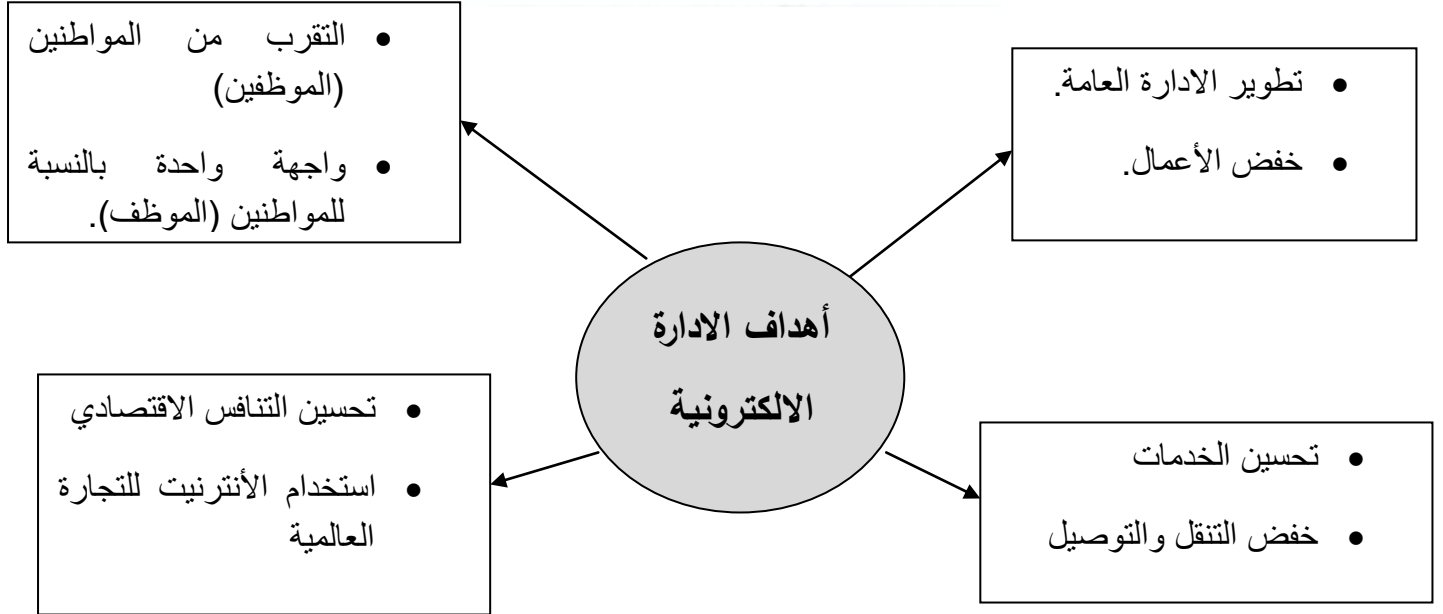 تطوير الادارة العامة.
خفض الأعمال.
التقرب من المواطنين
(الموظفين)
واجهة واحدة بالنسبة
للمواطنين (الموظف).
أهداف الادارة
الالكترونية
تحسين الخدمات
خفض التنقل والتوصيل
تحسين التنافس الاقتصادي
استخدام الأنترنيت للتجارة
العالمية